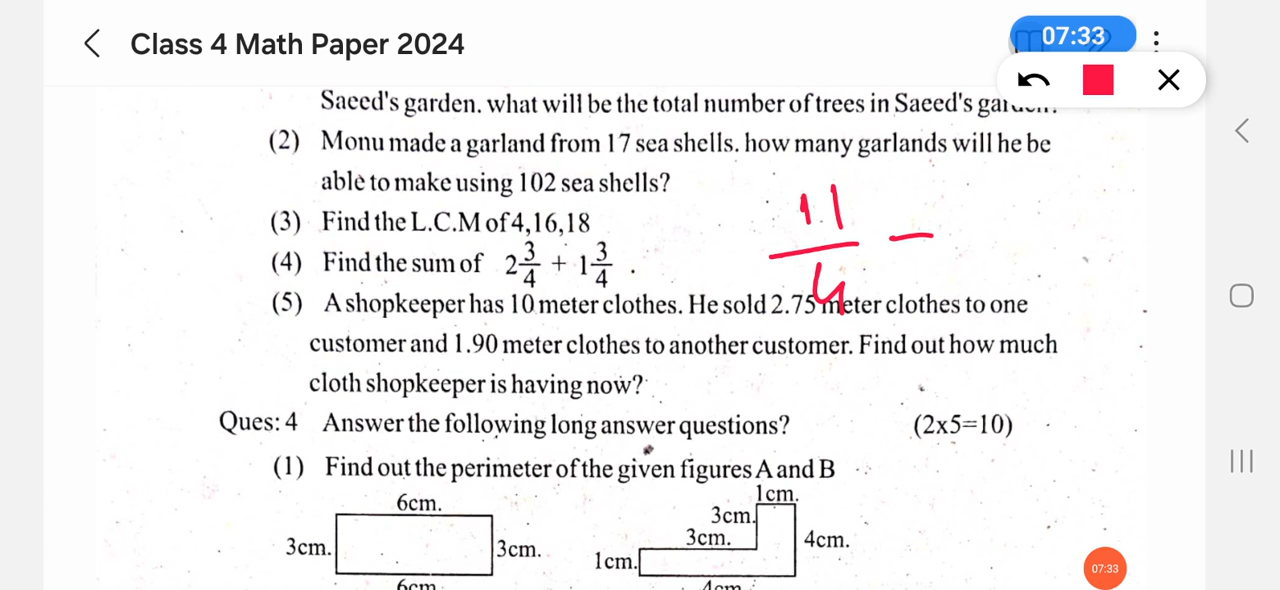 Class 4 Math Paper 2024
07:33
Saeed's garden. what will be the total number of trees in Saeed's garden?
(2) Monu made a garland from 17 sea shells. how many garlands will he be
able to make using 102 sea shells?
(3) Find the L.C.M of 4,16,18
(4) Find the sum of 2 3/4 + 1 3/4 .
11/4 –
(5) A shopkeeper has 10 meter clothes. He sold 2.75 meter clothes to one
customer and 1.90 meter clothes to another customer. Find out how much
cloth shopkeeper is having now?
Ques: 4 Answer the following long answer questions? (2x5=10)
(1) Find out the perimeter of the given figures A and B
6cm. 1cm.
3cm.
3cm. 3cm. 3cm. 4cm.
1cm.
6cm 4cm
07:33